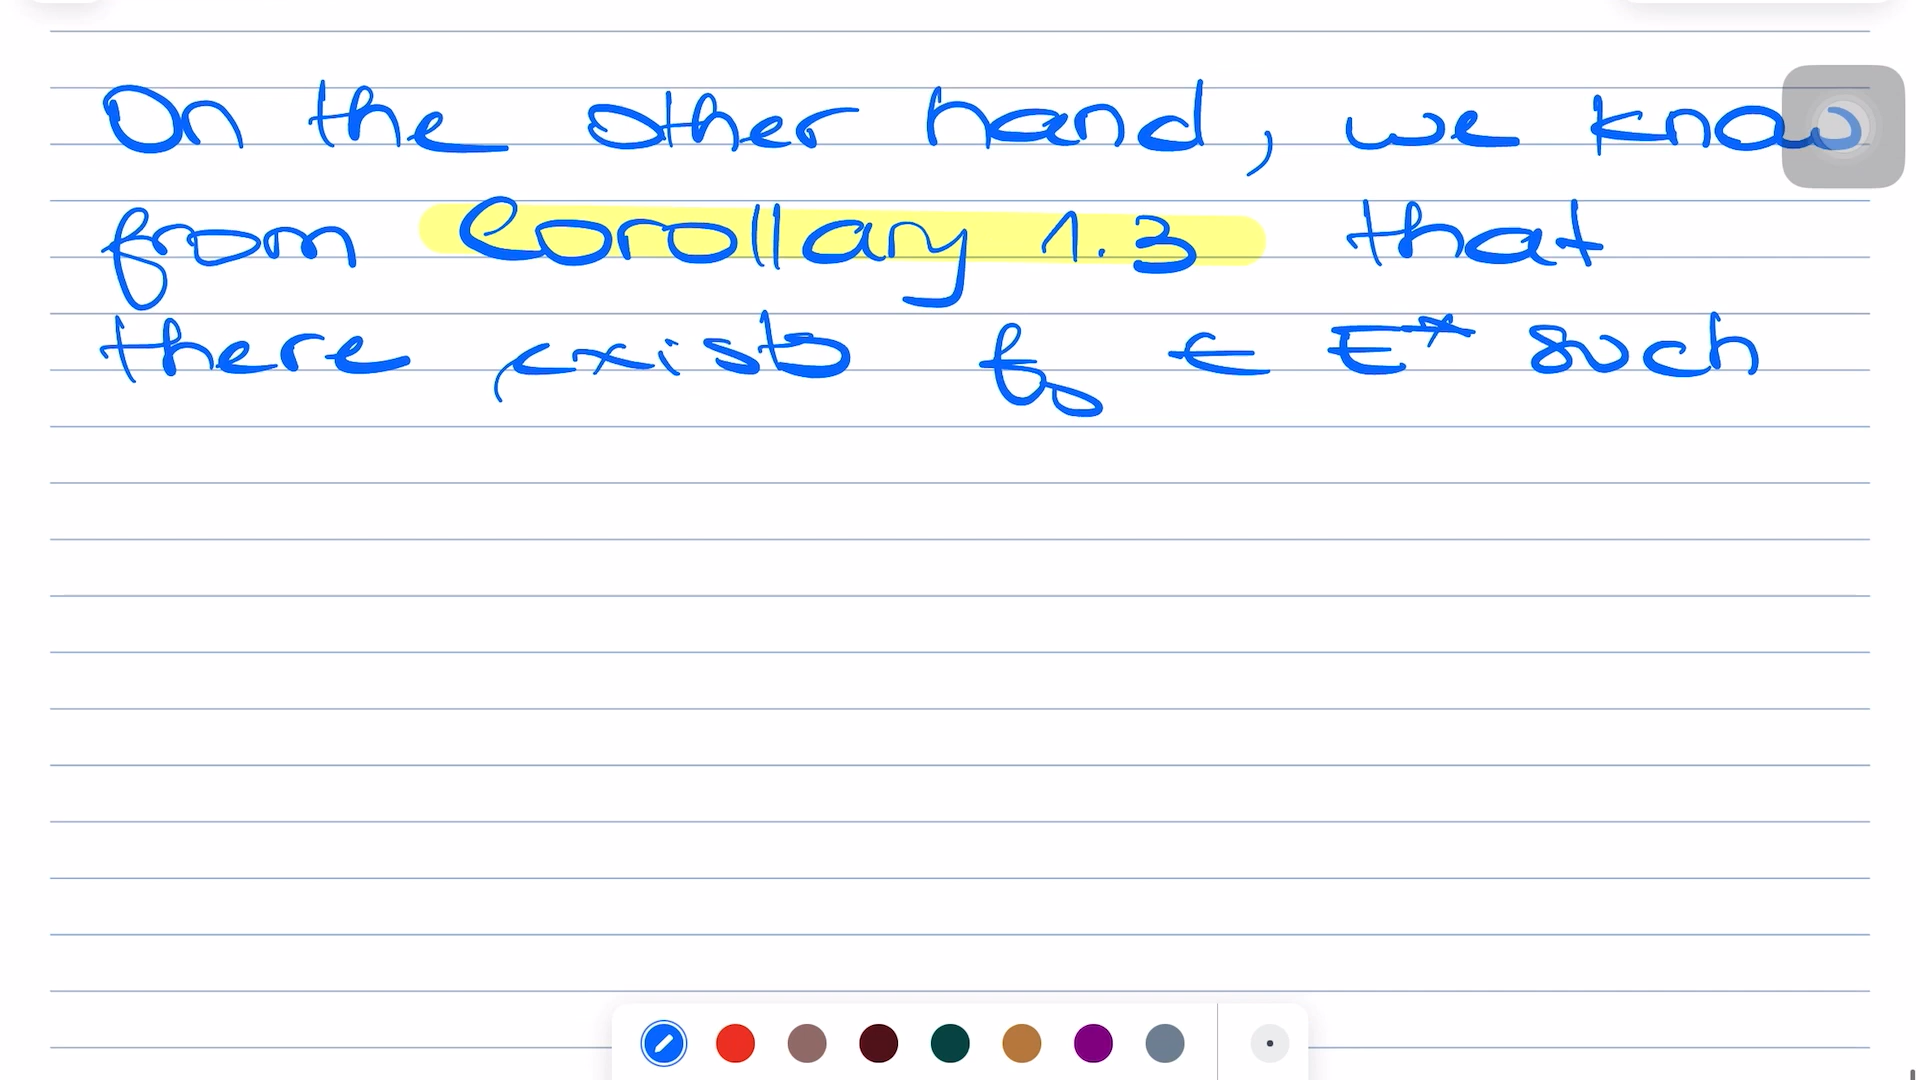 On the other hand, we know
from Corollary 1.3 that
there exists f₀ ∈ E* such